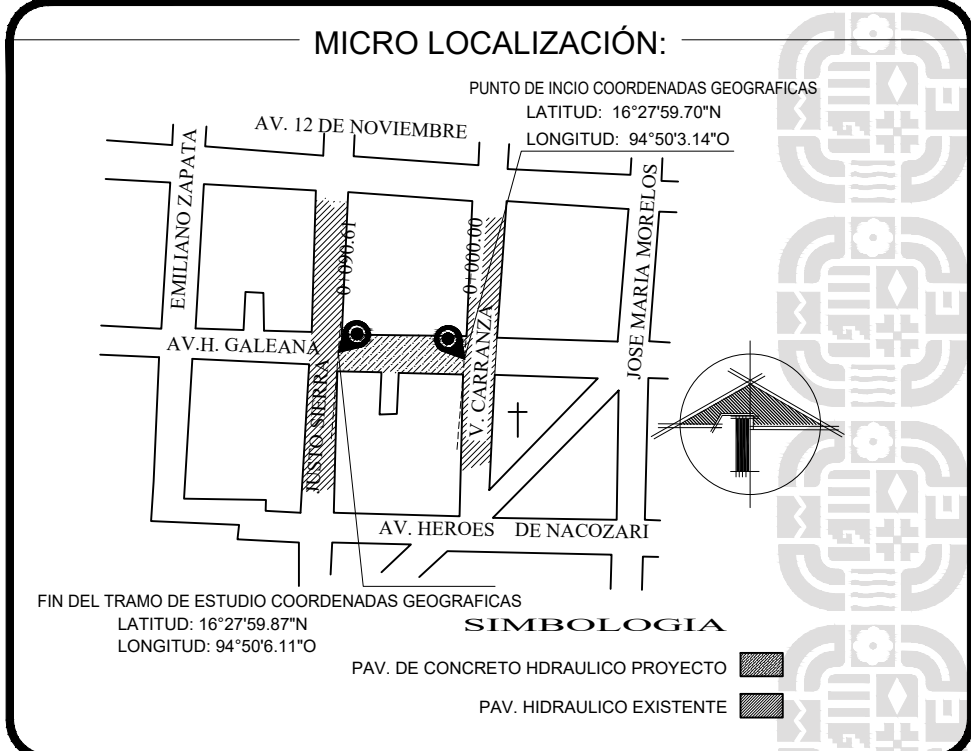 MICRO LOCALIZACIÓN:
PUNTO DE INCIO COORDENADAS GEOGRAFICAS
LATITUD: 16°27'59.70"N
LONGITUD: 94°50'3.14"O
AV. 12 DE NOVIEMBRE
EMILIANO ZAPATA
0+090.61
0+000.00
JOSE MARIA MORELOS
AV.H. GALEANA
JUSTO SIERRA
V. CARRANZA
AV. HEROES DE NACOZARI
FIN DEL TRAMO DE ESTUDIO COORDENADAS GEOGRAFICAS
LATITUD: 16°27'59.87"N
LONGITUD: 94°50'6.11"O
SIMBOLOGIA
PAV. DE CONCRETO HDRAULICO PROYECTO
PAV. HIDRAULICO EXISTENTE